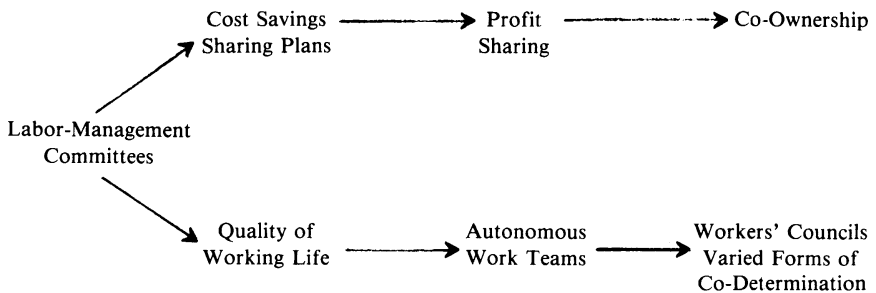 Cost Savings
Sharing Plans
Profit
Sharing
Co-Ownership
Labor-Management
Committees
Quality of
Working Life
Autonomous
Work Teams
Workers' Councils
Varied Forms of
Co-Determination